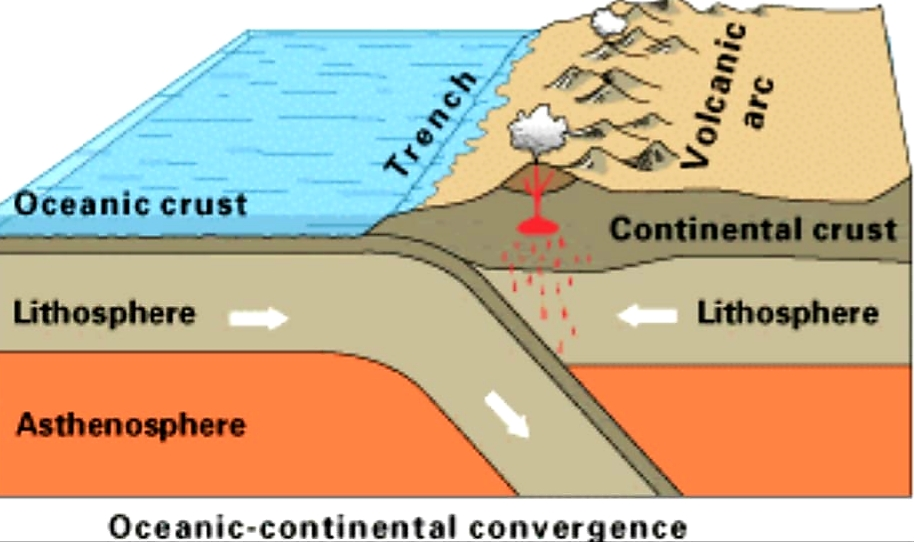 Trench
Volcanic
arc
Oceanic crust
Continental crust
Lithosphere
Lithosphere
Asthenosphere
Oceanic-continental convergence